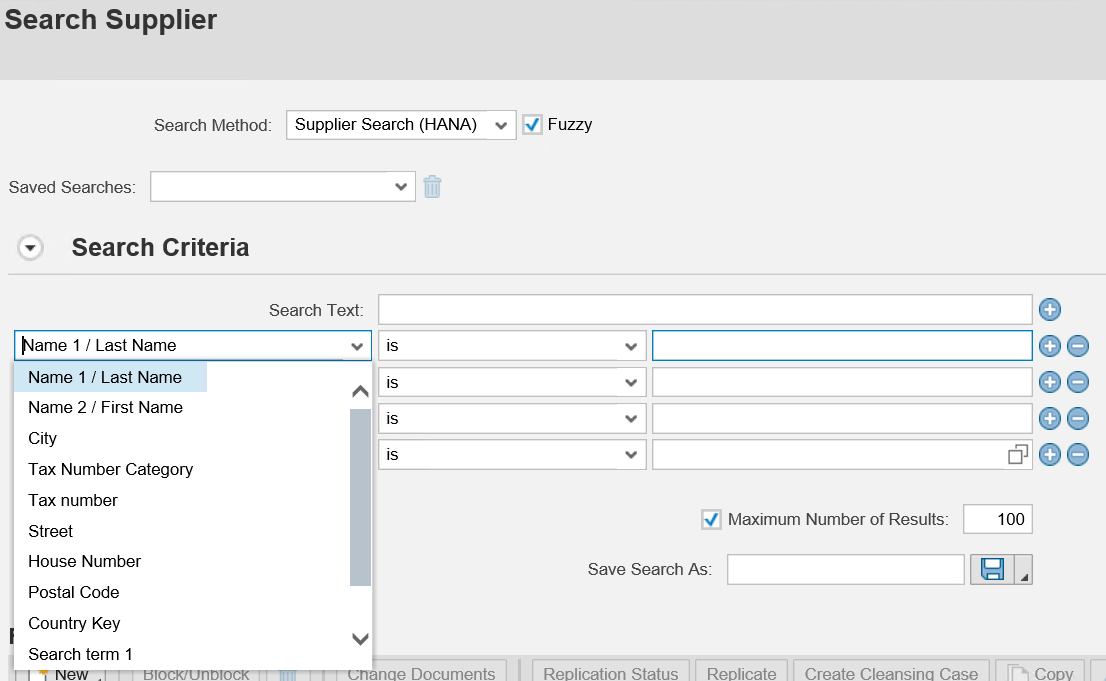 Search Supplier
Search Method: Supplier Search (HANA) Fuzzy
Saved Searches:
Search Criteria
Search Text:
Name 1 / Last Name is
Name 1 / Last Name
is
Name 2 / First Name
is
City
is
Tax Number Category
Tax number
Maximum Number of Results: 100
Street
House Number
Save Search As:
Postal Code
Country Key
Search term 1
New Block/Unblock Change Documents Replication Status Replicate Create Cleansing Case Copy